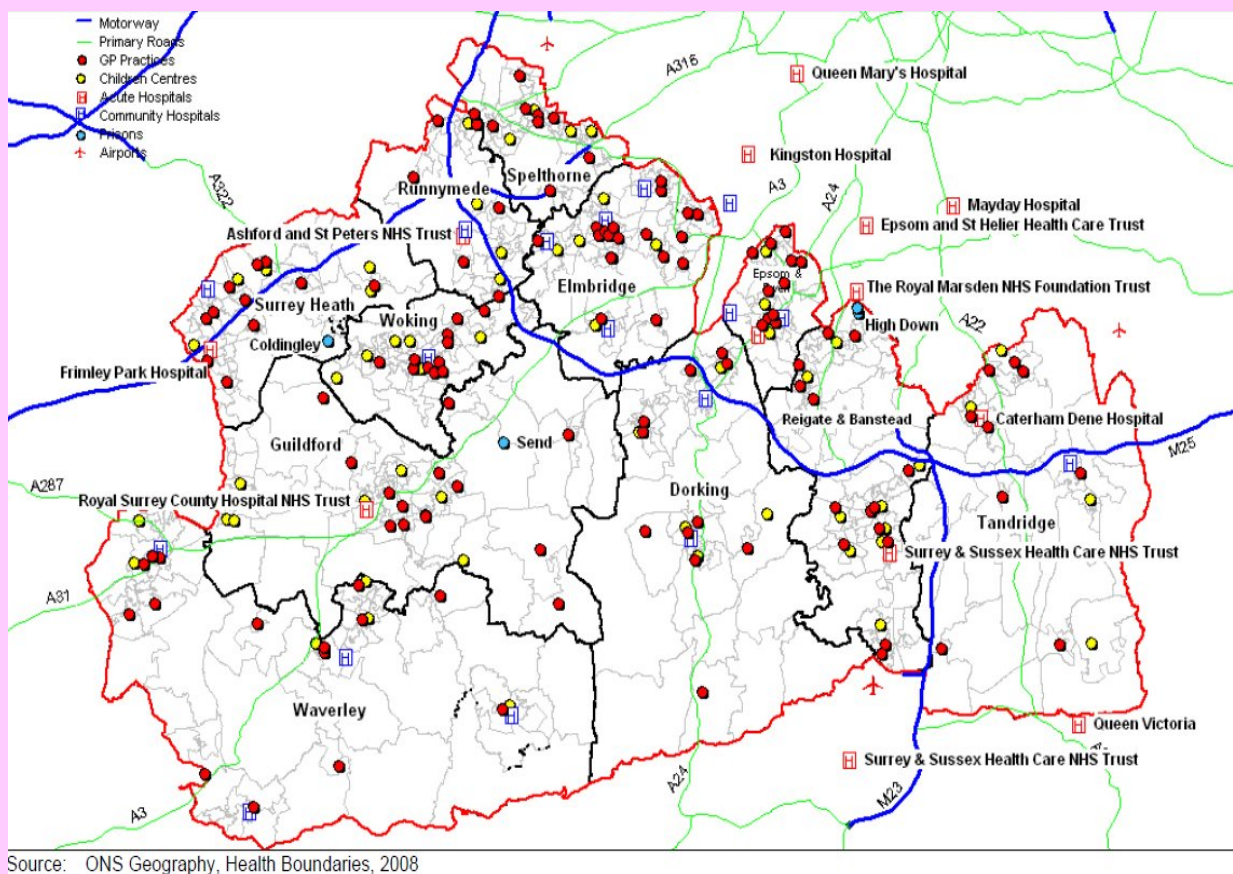 Motorway
Primary Roads
GP Practices
Children Centres
Acute Hospitals
Community Hospitals
Prisons
Airports
A316
Queen Mary's Hospital
Kingston Hospital
A3
A24
A322
Spelthorne
Runnymede
Mayday Hospital
Ashford and St Peters NHS Trust
Epsom and St Helier Health Care Trust
Epsom &
Elmbridge
The Royal Marsden NHS Foundation Trust
Surrey Heath
Woking
High Down
A22
Coldingley
Frimley Park Hospital
Reigate & Banstead
Caterham Dene Hospital
Guildford
Send
M25
A287
Royal Surrey County Hospital NHS Trust
Dorking
Tandridge
Surrey & Sussex Health Care NHS Trust
A31
Waverley
Queen Victoria
Surrey & Sussex Health Care NHS Trust
A3
A24
M23
Source: ONS Geography, Health Boundaries, 2008